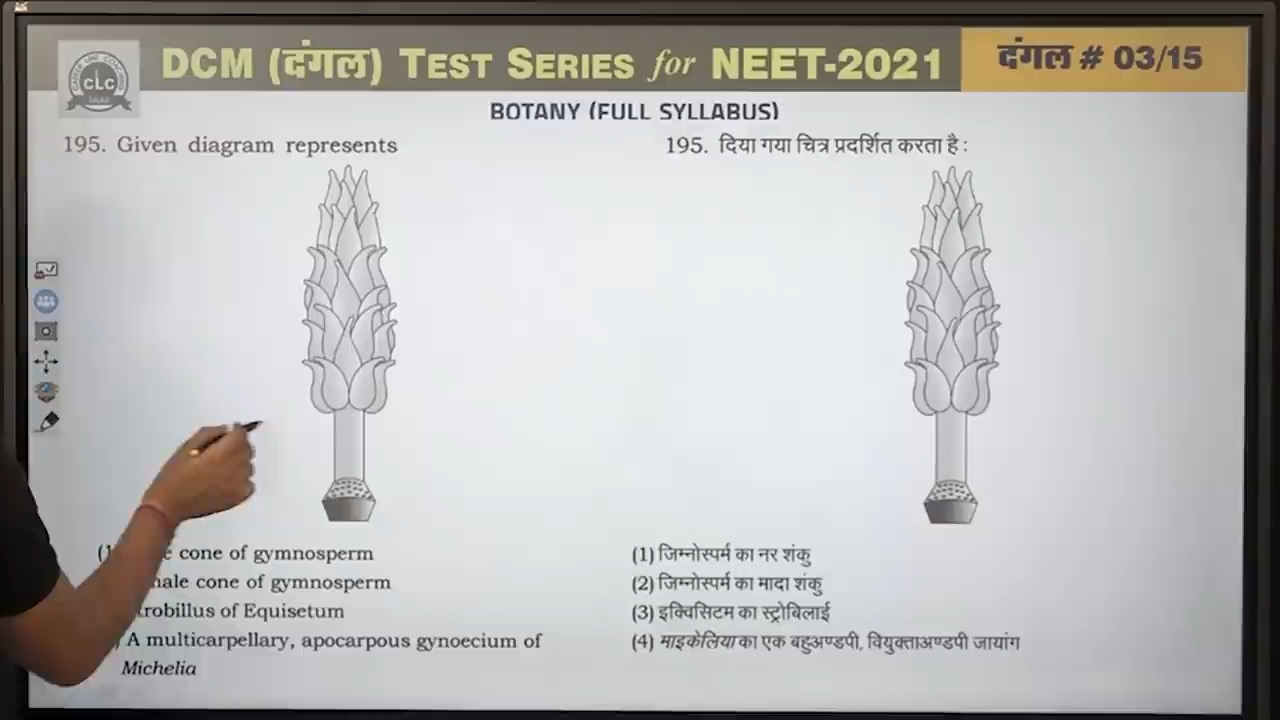 DCM (दंगल) TEST SERIES for NEET-2021
दंगल # 03/15
CLC
BOTANY (FULL SYLLABUS)
195. Given diagram represents
cone of gymnosperm
cone of gymnosperm
of Equisetum
A multicarpellary, apocarpous gynoecium of
Michelia
195. दिया गया चित्र प्रदर्शित करता है :
(1) जिम्नोस्पर्म का नर शंकु
(2) जिम्नोस्पर्म का मादा शंकु
(3) इक्विसिटम का स्ट्रोबिलाई
(4) माइकेलिया का एक बहुअण्डपी, वियुक्ताअण्डपी जायांग